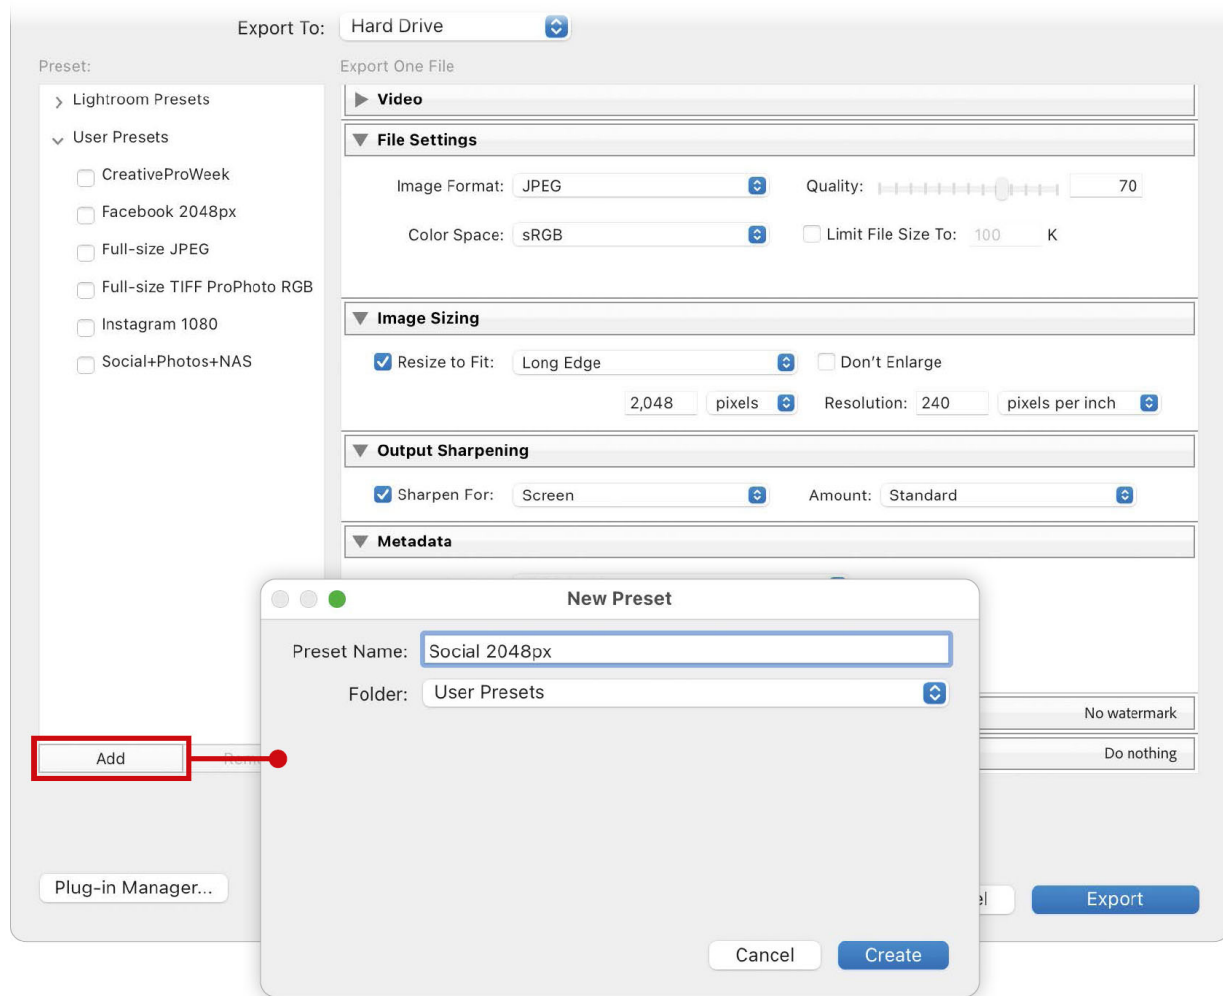 Export To: Hard Drive
Preset:
Export One File
Lightroom Presets
User Presets
CreativeProWeek
Facebook 2048px
Full-size JPEG
Full-size TIFF ProPhoto RGB
Instagram 1080
Social+Photos+NAS
Add
Video
File Settings
Image Format: JPEG Quality: 70
Color Space: sRGB Limit File Size To: 100 K
Image Sizing
Resize to Fit: Long Edge Don't Enlarge
2,048 pixels Resolution: 240 pixels per inch
Output Sharpening
Sharpen For: Screen Amount: Standard
Metadata
No watermark
Do nothing
New Preset
Preset Name: Social 2048px
Folder: User Presets
Cancel Create
Plug-in Manager...
Export